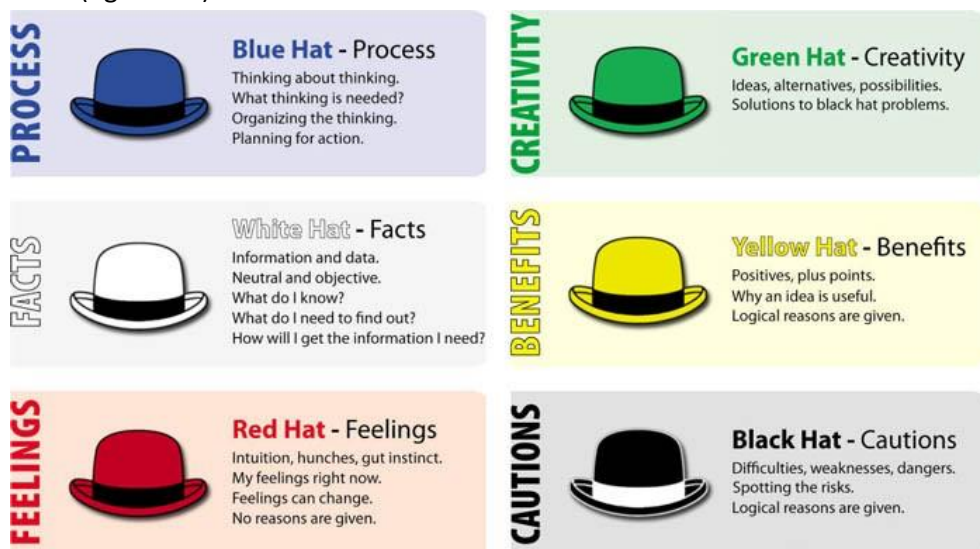 PROCESS
Blue Hat - Process
Thinking about thinking.
What thinking is needed?
Organizing the thinking.
Planning for action.
CREATIVITY
Green Hat - Creativity
Ideas, alternatives, possibilities.
Solutions to black hat problems.
FACTS
White Hat - Facts
Information and data.
Neutral and objective.
What do I know?
What do I need to find out?
How will I get the information I need?
BENEFITS
Yellow Hat - Benefits
Positives, plus points.
Why an idea is useful.
Logical reasons are given.
FEELINGS
Red Hat - Feelings
Intuition, hunches, gut instinct.
My feelings right now.
Feelings can change.
No reasons are given.
CAUTIONS
Black Hat - Cautions
Difficulties, weaknesses, dangers.
Spotting the risks.
Logical reasons are given.